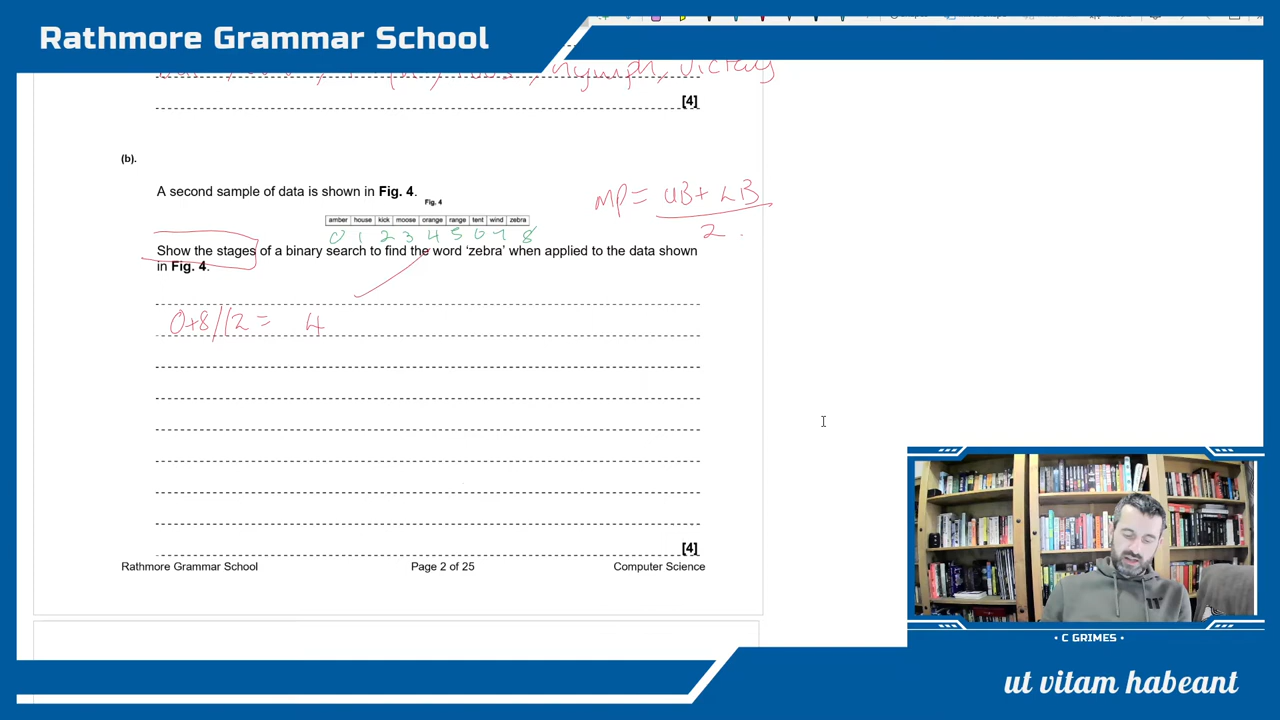 Rathmore Grammar School
nymph, victory
[4]
(b).
A second sample of data is shown in Fig. 4.
MP = UB + LB
2
Fig. 4
amber house kick moose orange range tent wind zebra
0 1 2 3 4 5 6 7 8
Show the stages of a binary search to find the word ‘zebra’ when applied to the data shown
in Fig. 4.
0+8//2 = 4
[4]
Rathmore Grammar School Page 2 of 25 Computer Science
• C GRIMES •
ut vitam habeant